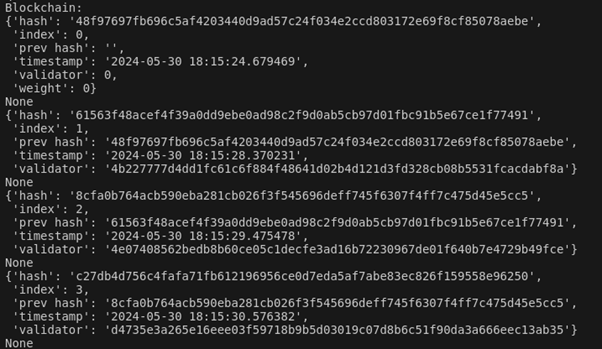 Blockchain:
{'hash': '48f97697fb696c5af4203440d9ad57c24f034e2ccd803172e69f8cf85078aebe',
'index': 0,
'prev hash': '',
'timestamp': '2024-05-30 18:15:24.679469',
'validator': 0,
'weight': 0}
None
{'hash': '61563f48acef4f39a0dd9ebe0ad98c2f9d0ab5cb97d01fbc91b5e67ce1f77491',
'index': 1,
'prev hash': '48f97697fb696c5af4203440d9ad57c24f034e2ccd803172e69f8cf85078aebe',
'timestamp': '2024-05-30 18:15:28.370231',
'validator': '4b227777d4dd1fc61c6f884f48641d02b4d121d3fd328cb08b5531fcacdabf8a'}
None
{'hash': '8cfa0b764acb590eba281cb026f3f545696deff745f6307f4ff7c475d45e5cc5',
'index': 2,
'prev hash': '61563f48acef4f39a0dd9ebe0ad98c2f9d0ab5cb97d01fbc91b5e67ce1f77491',
'timestamp': '2024-05-30 18:15:29.475478',
'validator': '4e07408562bedb8b60ce05c1decfe3ad16b72230967de01f640b7e4729b49fce'}
None
{'hash': 'c27db4d756c4fafa71fb612196956ce0d7eda5af7abe83ec826f159558e96250',
'index': 3,
'prev hash': '8cfa0b764acb590eba281cb026f3f545696deff745f6307f4ff7c475d45e5cc5',
'timestamp': '2024-05-30 18:15:30.576382',
'validator': 'd4735e3a265e16eee03f59718b9b5d03019c07d8b6c51f90da3a666eec13ab35'}
None